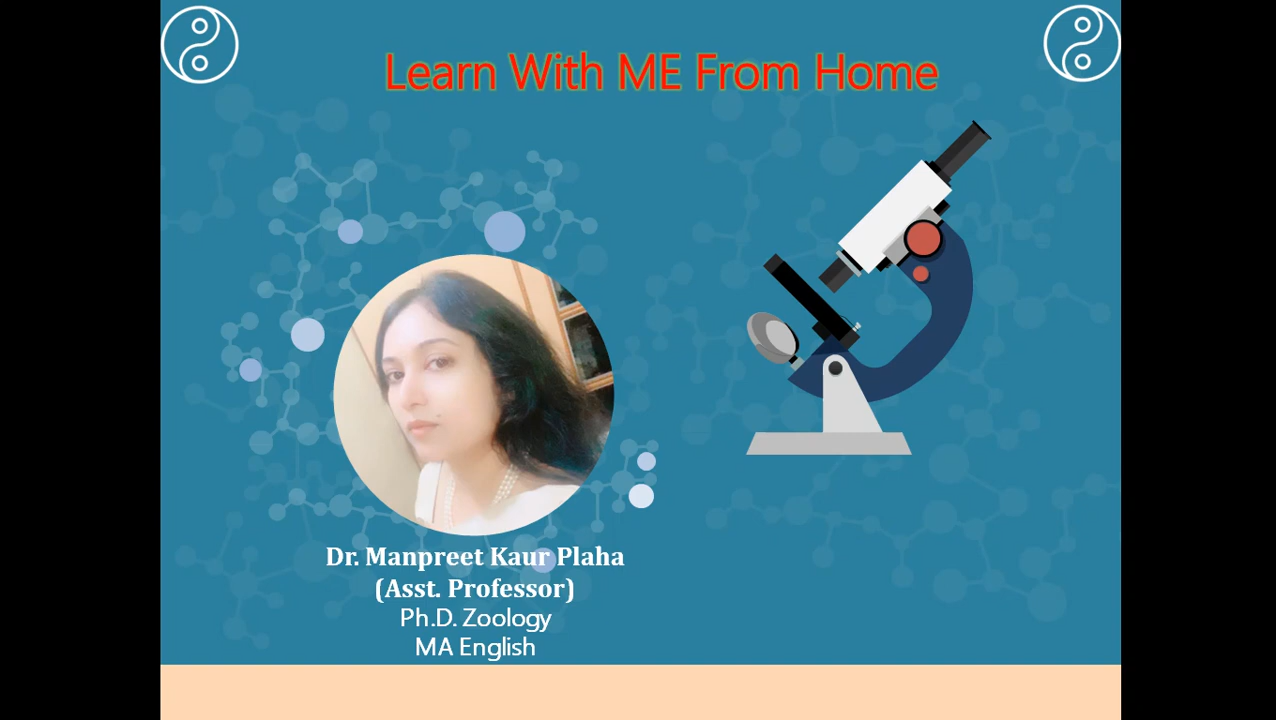 Learn With ME From Home
Dr. Manpreet Kaur Plaha
(Asst. Professor)
Ph.D. Zoology
MA English